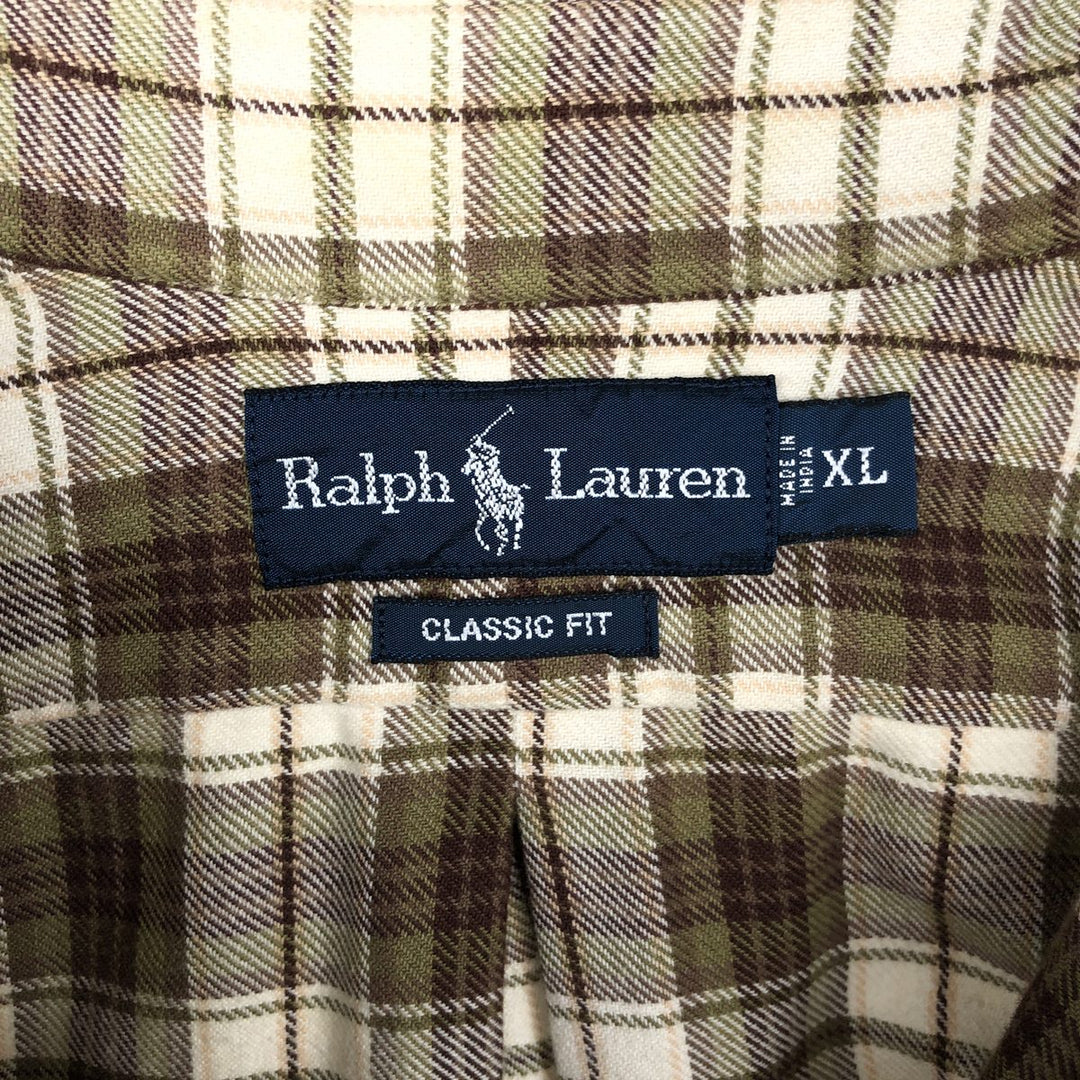 Ralph Lauren
MADE IN
INDIA
XL
CLASSIC FIT